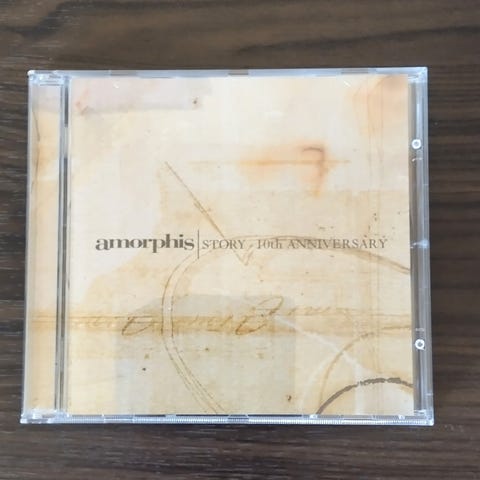 amorphis | STORY - 10th ANNIVERSARY